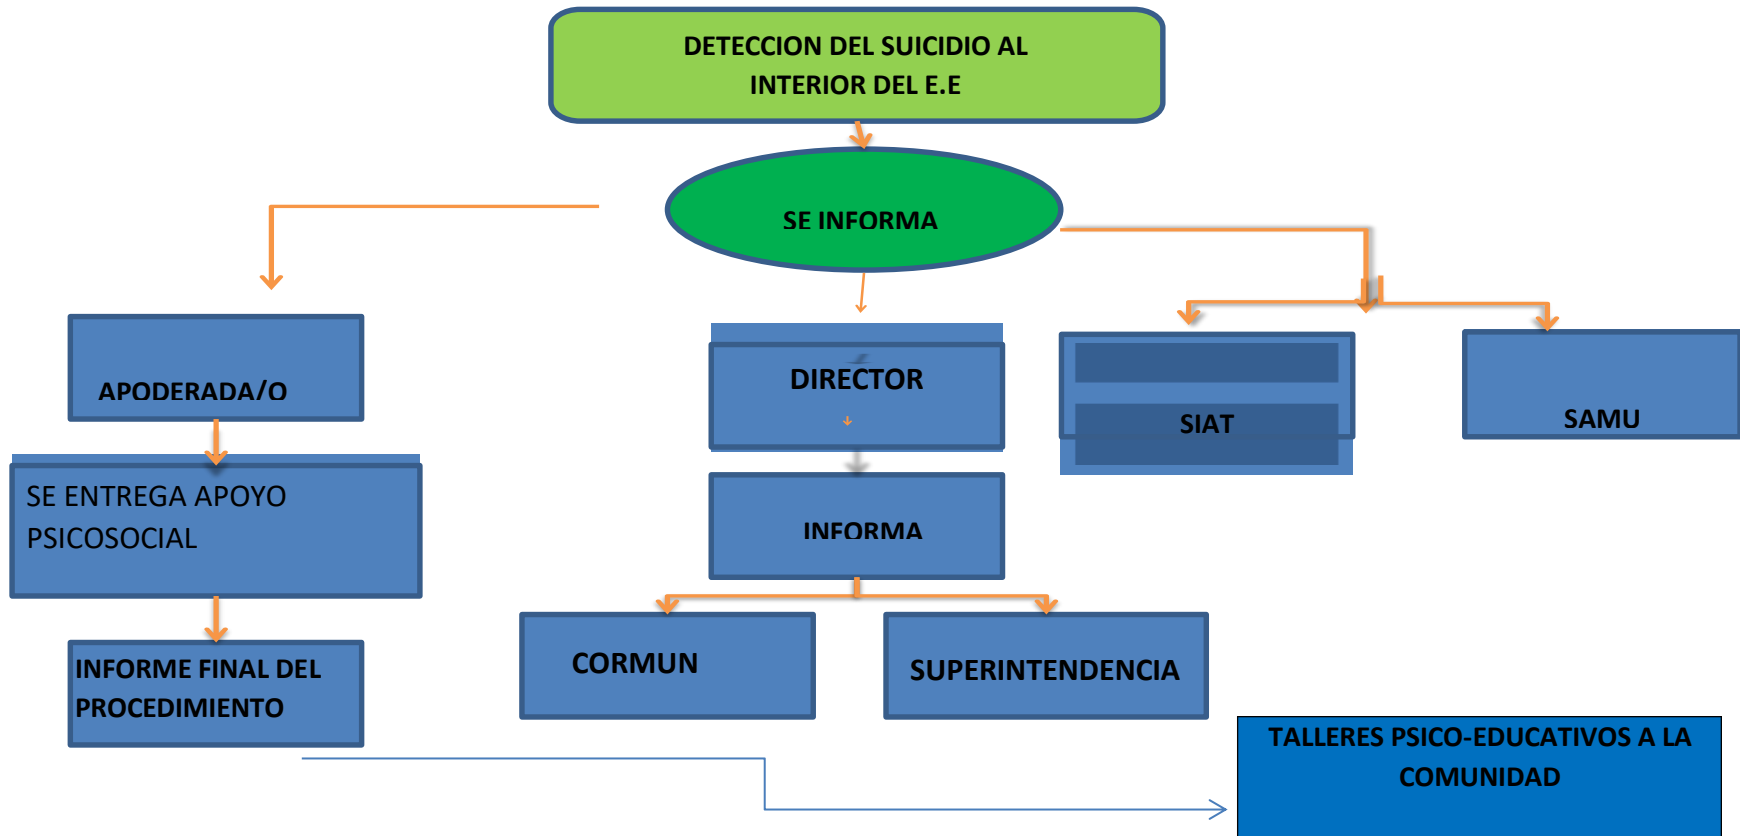 DETECCION DEL SUICIDIO AL
INTERIOR DEL E.E
SE INFORMA
APODERADA/O
DIRECTOR
SIAT
SAMU
SE ENTREGA APOYO
PSICOSOCIAL
INFORMA
INFORME FINAL DEL
PROCEDIMIENTO
CORMUN
SUPERINTENDENCIA
TALLERES PSICO-EDUCATIVOS A LA
COMUNIDAD